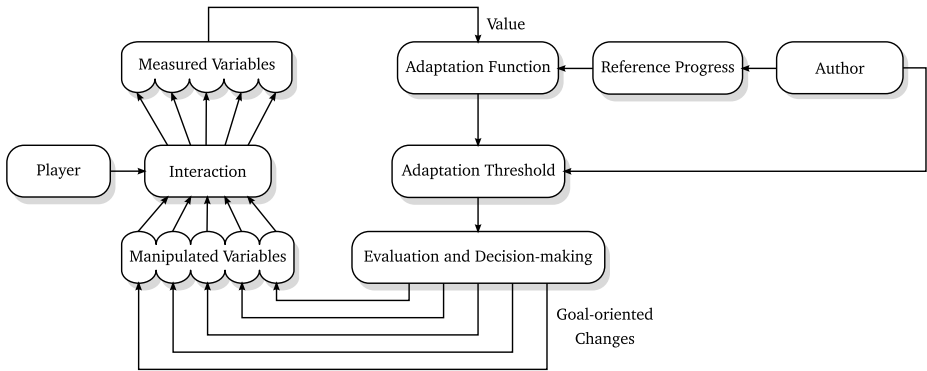 Value
Measured Variables
Adaptation Function
Reference Progress
Author
Player
Interaction
Adaptation Threshold
Manipulated Variables
Evaluation and Decision-making
Goal-oriented
Changes